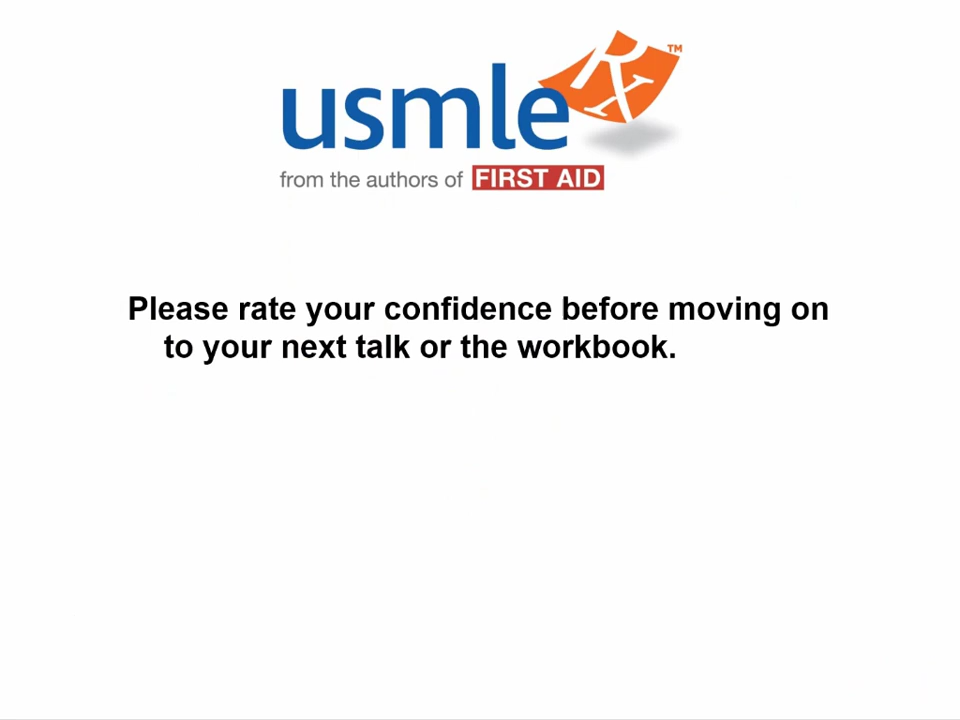 usmle Rx™
from the authors of FIRST AID
Please rate your confidence before moving on
to your next talk or the workbook.